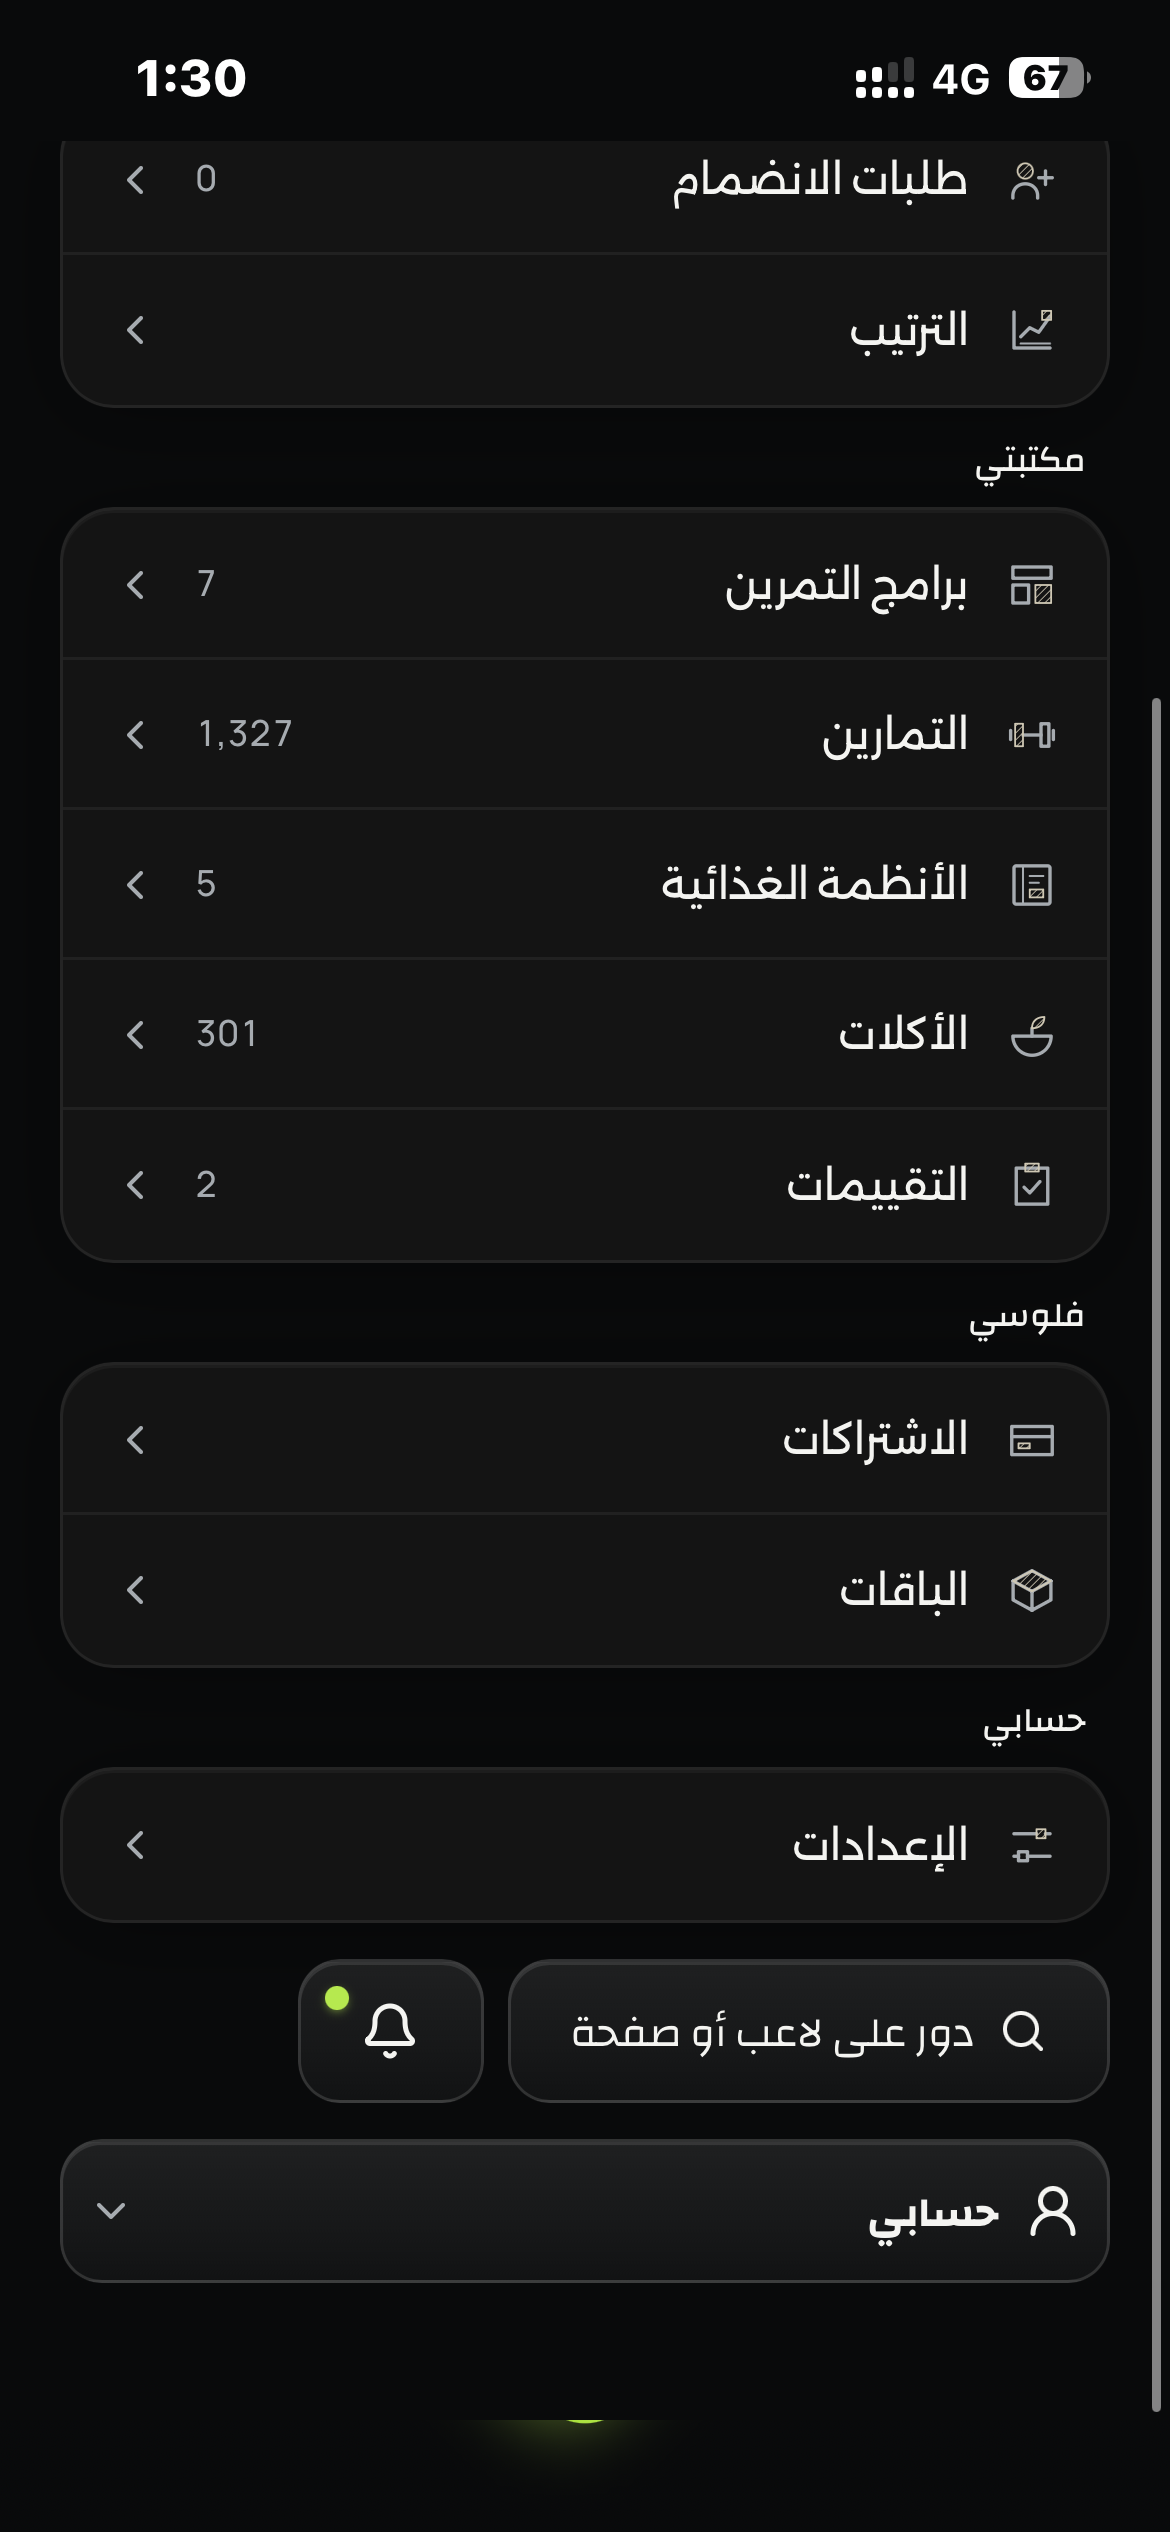 1:30 4G 67
طلبات الانضمام 0
الترتيب
مكتبتي
برامج التمرين 7
التمارين 1,327
الأنظمة الغذائية 5
الأكلات 301
التقييمات 2
فلوسي
الاشتراكات
الباقات
حسابي
الإعدادات
دور على لاعب أو صفحة
حسابي